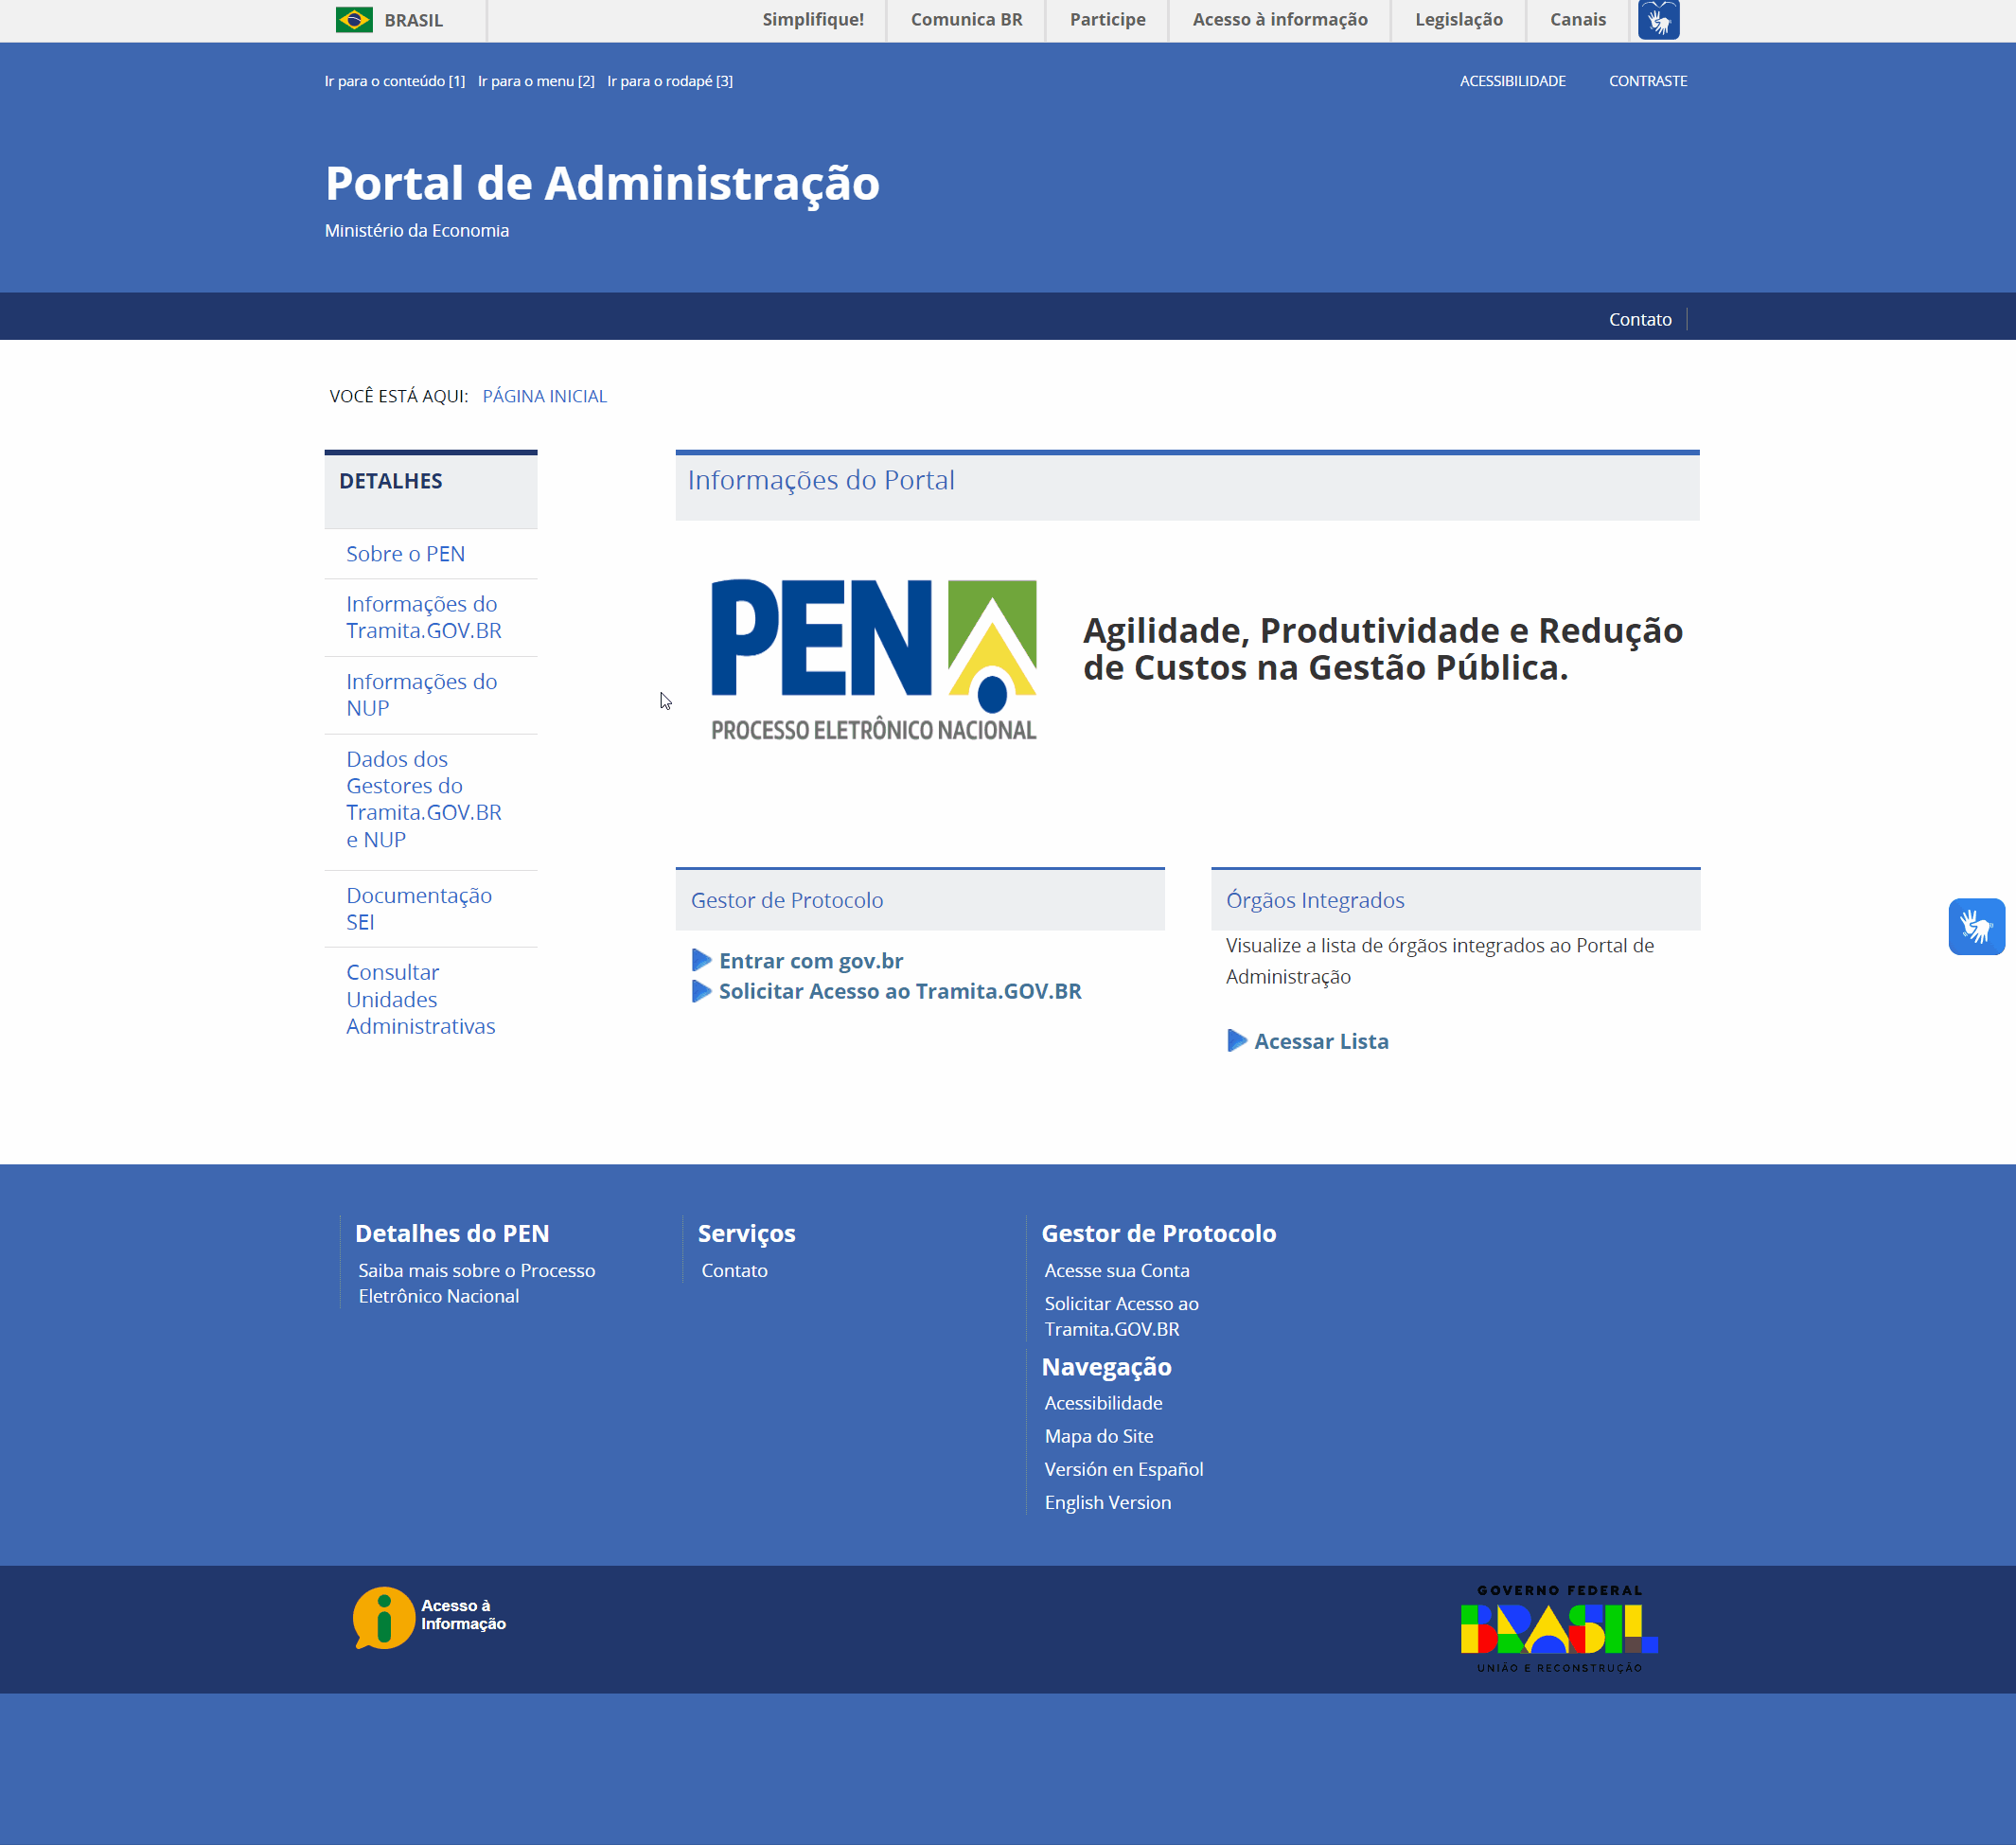 BRASIL
Simplifique!
Comunica BR
Participe
Acesso à informação
Legislação
Canais
Ir para o conteúdo [1]
Ir para o menu [2]
Ir para o rodapé [3]
ACESSIBILIDADE
CONTRASTE
Portal de Administração
Ministério da Economia
Contato
VOCÊ ESTÁ AQUI: PÁGINA INICIAL
DETALHES
Sobre o PEN
Informações do
Tramita.GOV.BR
Informações do
NUP
Dados dos
Gestores do
Tramita.GOV.BR
e NUP
Documentação
SEI
Consultar
Unidades
Administrativas
Informações do Portal
PEN
PROCESSO ELETRÔNICO NACIONAL
Agilidade, Produtividade e Redução
de Custos na Gestão Pública.
Gestor de Protocolo
Entrar com gov.br
Solicitar Acesso ao Tramita.GOV.BR
Órgãos Integrados
Visualize a lista de órgãos integrados ao Portal de
Administração
Acessar Lista
Detalhes do PEN
Saiba mais sobre o Processo
Eletrônico Nacional
Serviços
Contato
Gestor de Protocolo
Acesse sua Conta
Solicitar Acesso ao
Tramita.GOV.BR
Navegação
Acessibilidade
Mapa do Site
Versión en Español
English Version
Acesso à
Informação
GOVERNO FEDERAL
BRASIL
UNIÃO E RECONSTRUÇÃO